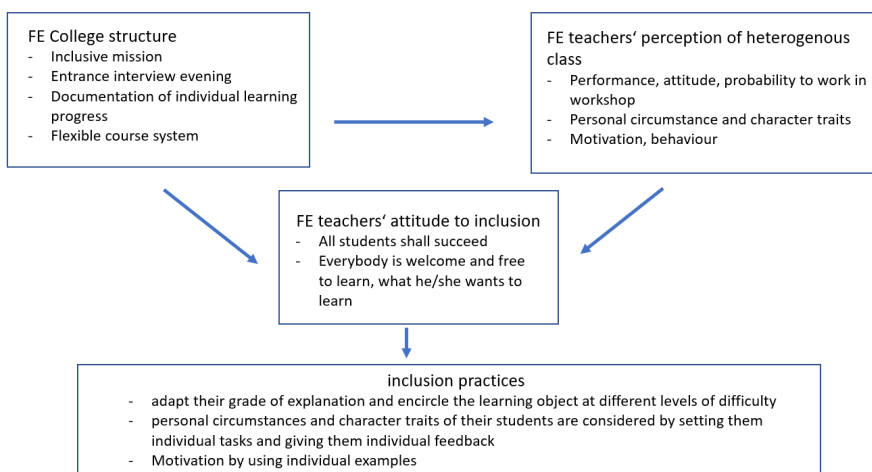 FE College structure
- Inclusive mission
- Entrance interview evening
- Documentation of individual learning
progress
- Flexible course system
FE teachers‘ perception of heterogenous
class
- Performance, attitude, probability to work in
workshop
- Personal circumstance and character traits
- Motivation, behaviour
FE teachers‘ attitude to inclusion
- All students shall succeed
- Everybody is welcome and free
to learn, what he/she wants to
learn
inclusion practices
- adapt their grade of explanation and encircle the learning object at different levels of difficulty
- personal circumstances and character traits of their students are considered by setting them
individual tasks and giving them individual feedback
- Motivation by using individual examples